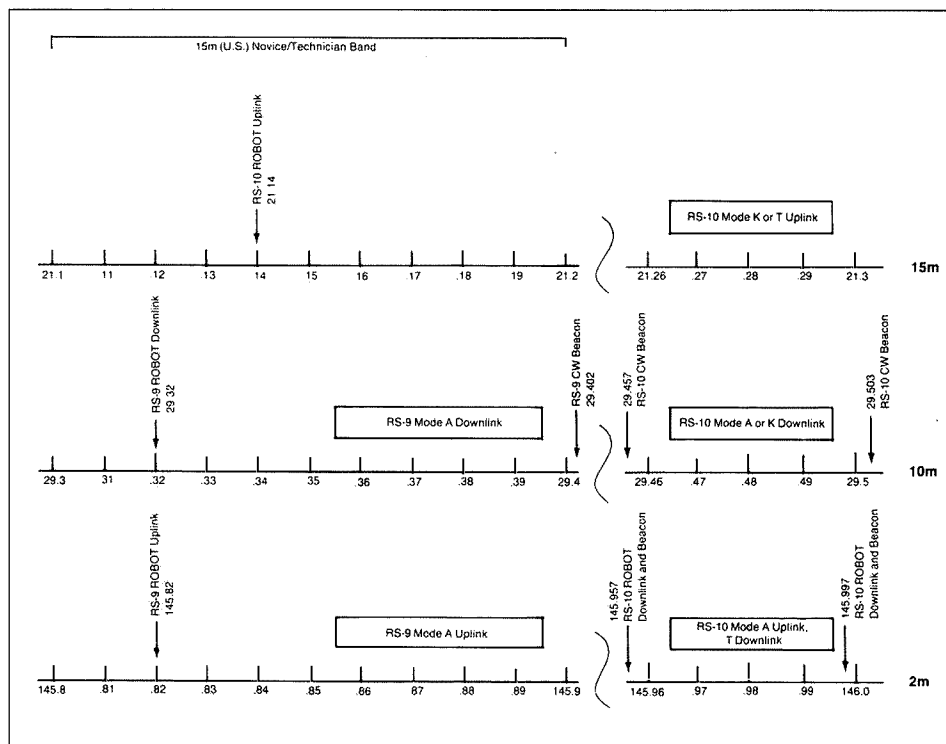 15m (U.S.) Novice/Technician Band
RS-10 ROBOT Uplink
21 14
RS-10 Mode K or T Uplink
21.1 11 .12 .13 14 15 16 .17 .18 .19 21.2 21.26 .27 .28 .29 21.3
15m
RS-9 ROBOT Downlink
29.32
RS-9 Mode A Downlink
RS-9 CW Beacon
29.402
29.457
RS-10 CW Beacon
RS-10 Mode A or K Downlink
29.503
RS-10 CW Beacon
29.3 31 .32 .33 .34 35 .36 .37 .38 .39 29.4 29.46 .47 .48 49 29.5
10m
RS-9 ROBOT Uplink
145.82
RS-9 Mode A Uplink
145.957
RS-10 ROBOT
Downlink and Beacon
RS-10 Mode A Uplink,
T Downlink
145.997
RS-10 ROBOT
Downlink and Beacon
145.8 .81 .82 .83 .84 .85 .86 .87 .88 .89 145.9 145.96 .97 .98 .99 146.0
2m